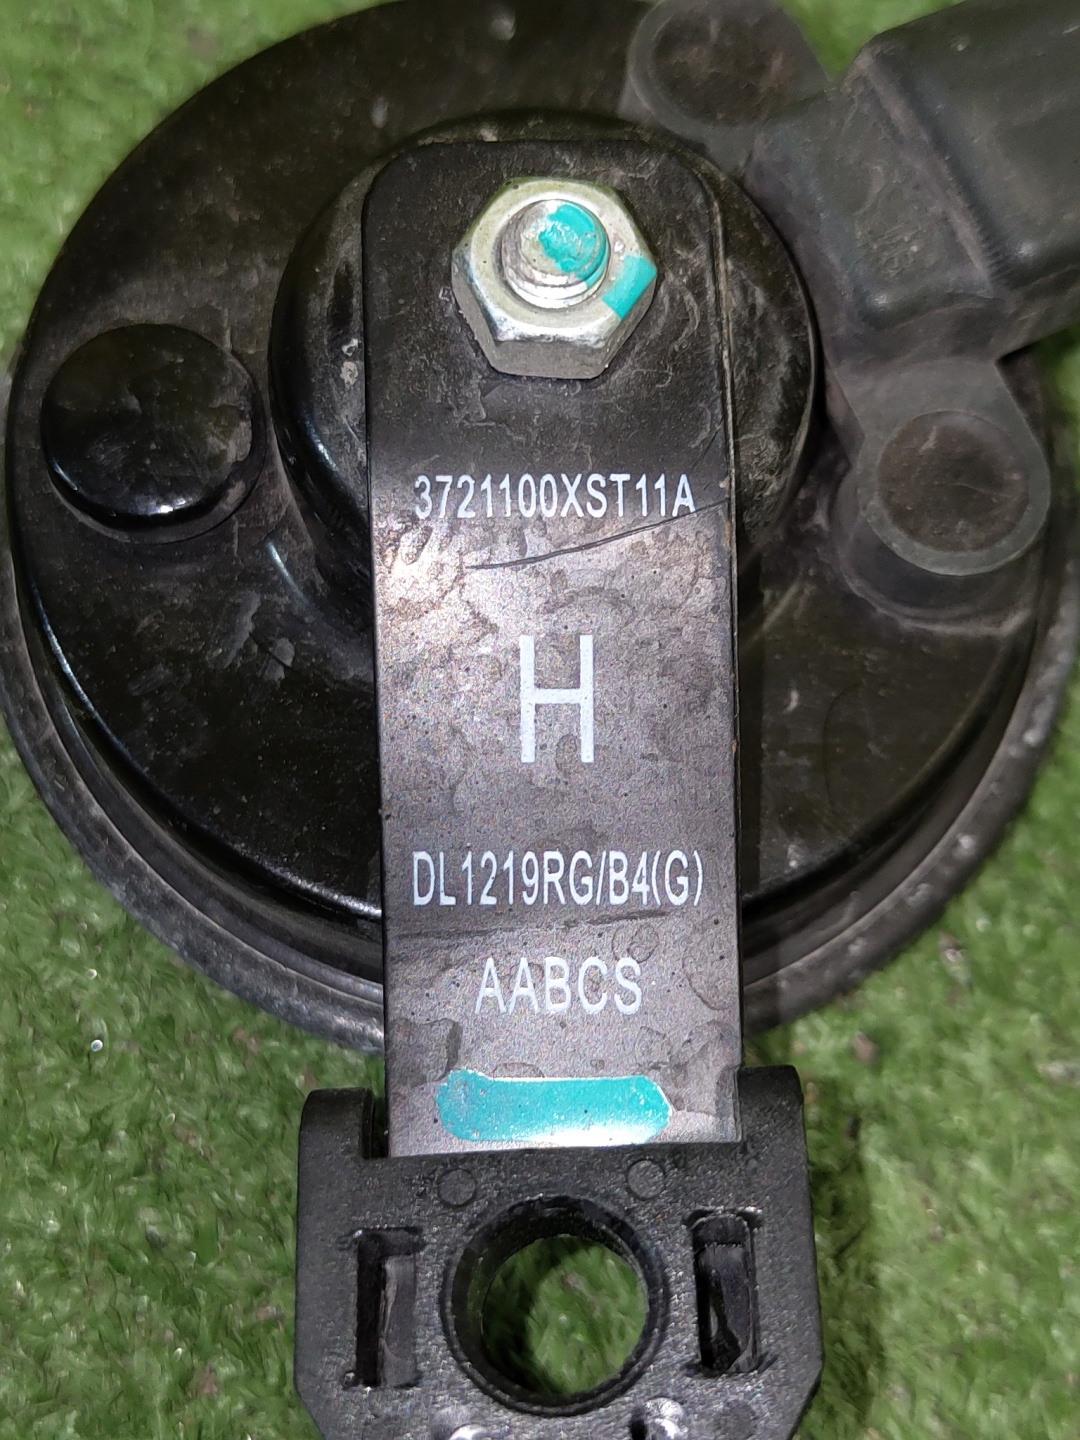 3721100XST11A
H
DL1219RG/B4(G)
AABCS